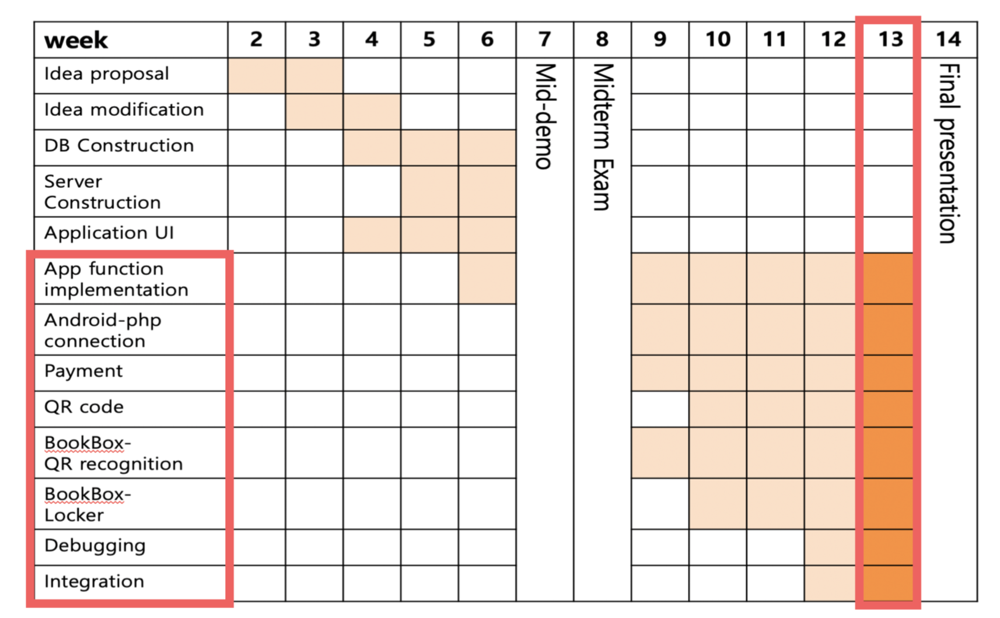 week 2 3 4 5 6 7 8 9 10 11 12 13 14
Idea proposal
Idea modification
DB Construction
Server
Construction
Application UI
App function
implementation
Android-php
connection
Payment
QR code
BookBox-
QR recognition
BookBox-
Locker
Debugging
Integration
Mid-demo
Midterm Exam
Final presentation